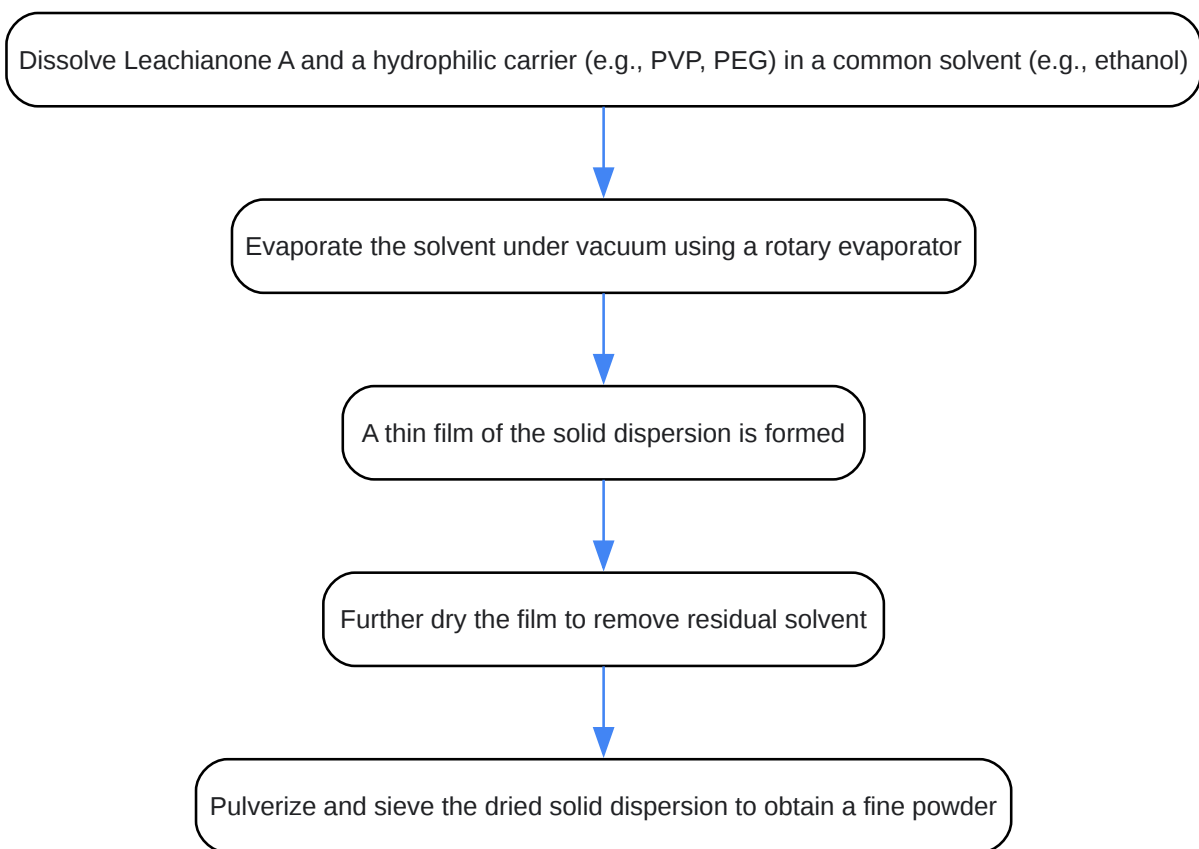 Dissolve Leachianone A and a hydrophilic carrier (e.g., PVP, PEG) in a common solvent (e.g., ethanol)
Evaporate the solvent under vacuum using a rotary evaporator
A thin film of the solid dispersion is formed
Further dry the film to remove residual solvent
Pulverize and sieve the dried solid dispersion to obtain a fine powder